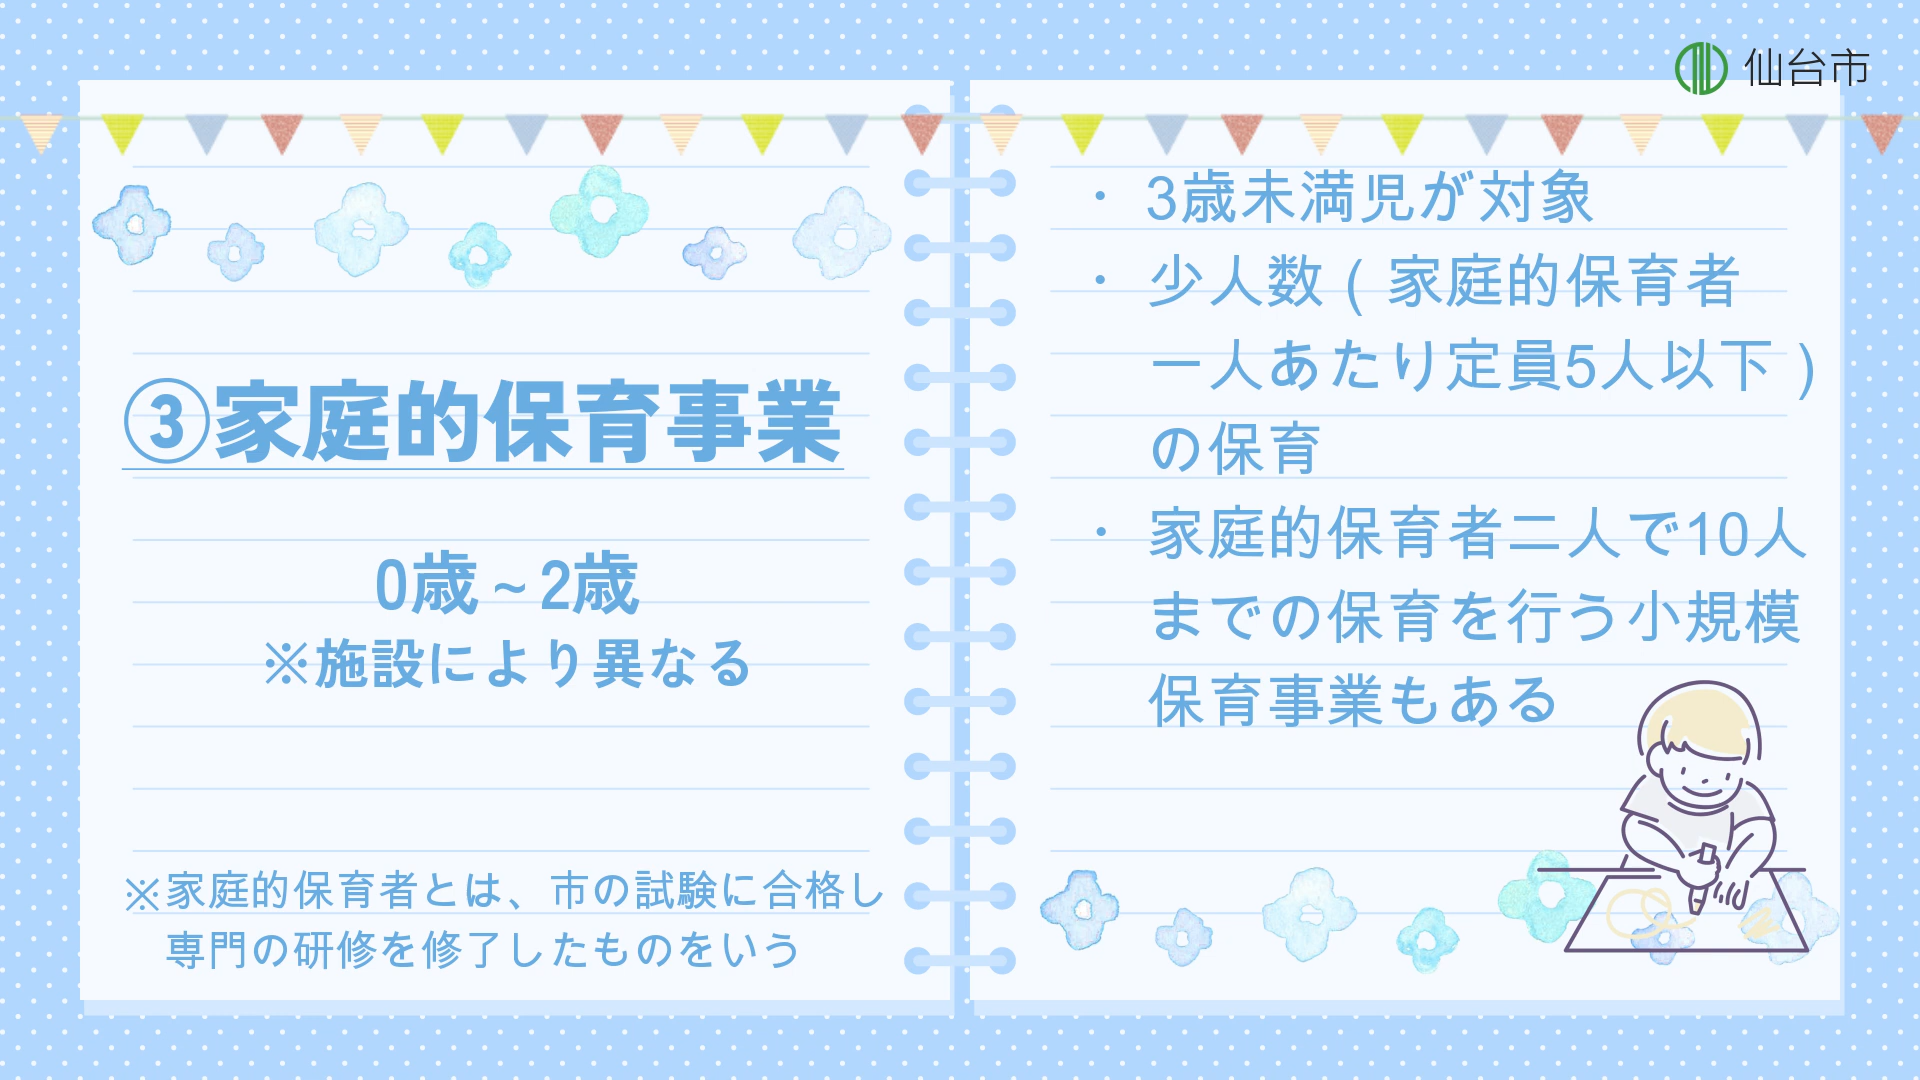 仙台市
③家庭的保育事業
0歳~2歳
※施設により異なる
※家庭的保育者とは、市の試験に合格し
専門の研修を修了したものをいう
・3歳未満児が対象
・少人数(家庭的保育者
一人あたり定員5人以下)
の保育
・家庭的保育者二人で10人
までの保育を行う小規模
保育事業もある